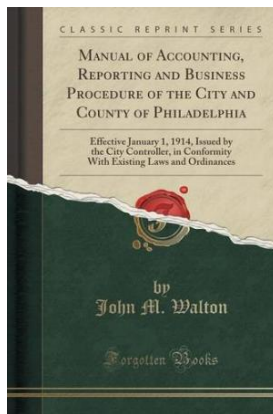 CLASSIC REPRINT SERIES
MANUAL OF ACCOUNTING,
REPORTING AND BUSINESS
PROCEDURE OF THE CITY AND
COUNTY OF PHILADELPHIA
Effective January 1, 1914, Issued by
the City Controller, in Conformity
With Existing Laws and Ordinances
by
John M. Walton
Forgotten Books